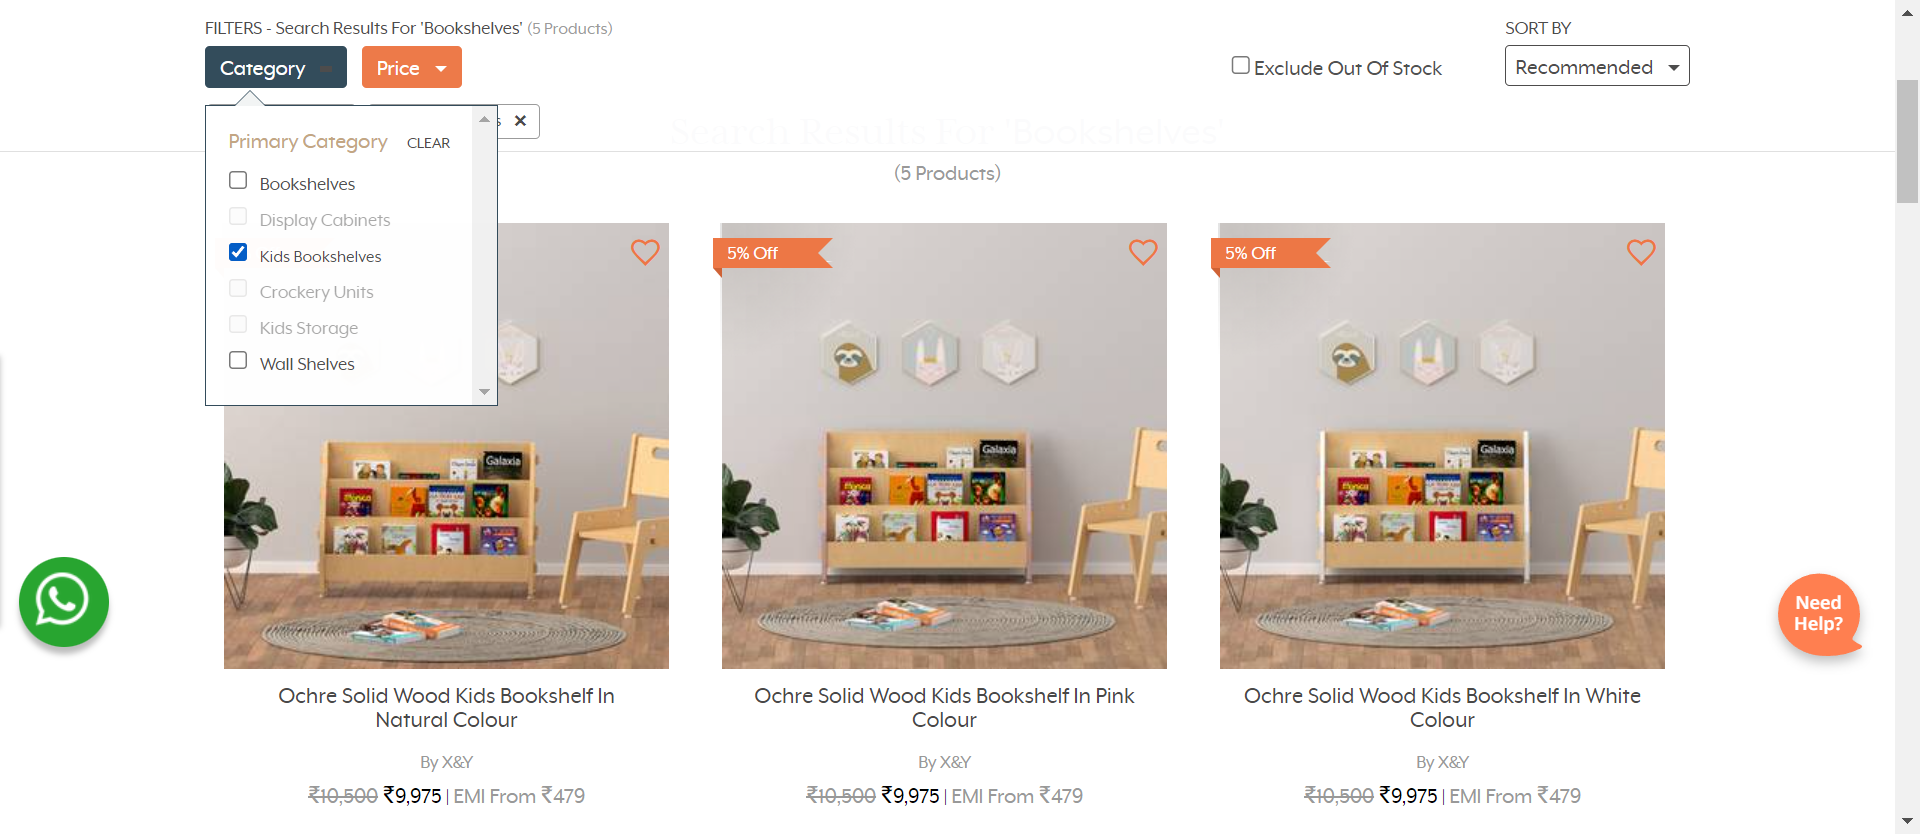 FILTERS - Search Results For 'Bookshelves' (5 Products)
SORT BY
Category
Price
Exclude Out Of Stock
Recommended
s ✕
Search Results For 'Bookshelves'
Primary Category CLEAR
(5 Products)
Bookshelves
Display Cabinets
Kids Bookshelves
Crockery Units
Kids Storage
Wall Shelves
5% Off
5% Off
Galaxia
Galaxia
Galaxia
Need
Help?
Ochre Solid Wood Kids Bookshelf In
Natural Colour
By X&Y
₹10,500 ₹9,975 | EMI From ₹479
Ochre Solid Wood Kids Bookshelf In Pink
Colour
By X&Y
₹10,500 ₹9,975 | EMI From ₹479
Ochre Solid Wood Kids Bookshelf In White
Colour
By X&Y
₹10,500 ₹9,975 | EMI From ₹479